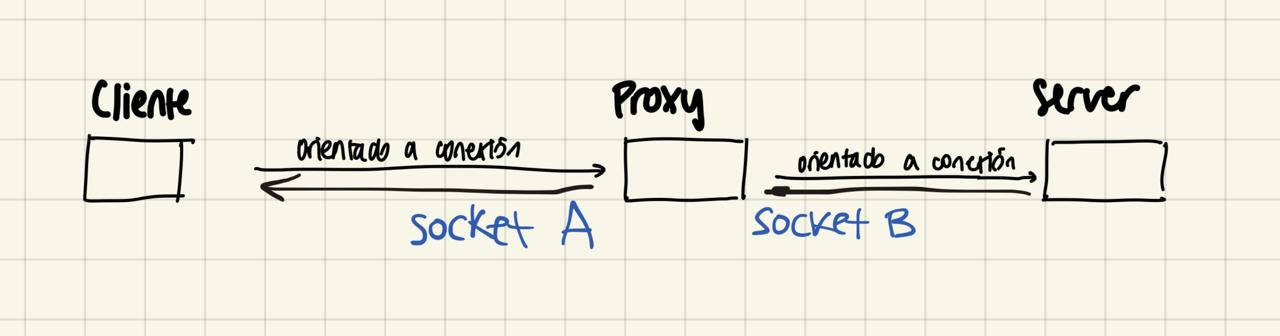 Cliente
Proxy
Server
orientado a conexión
orientado a conexión
socket A
socket B